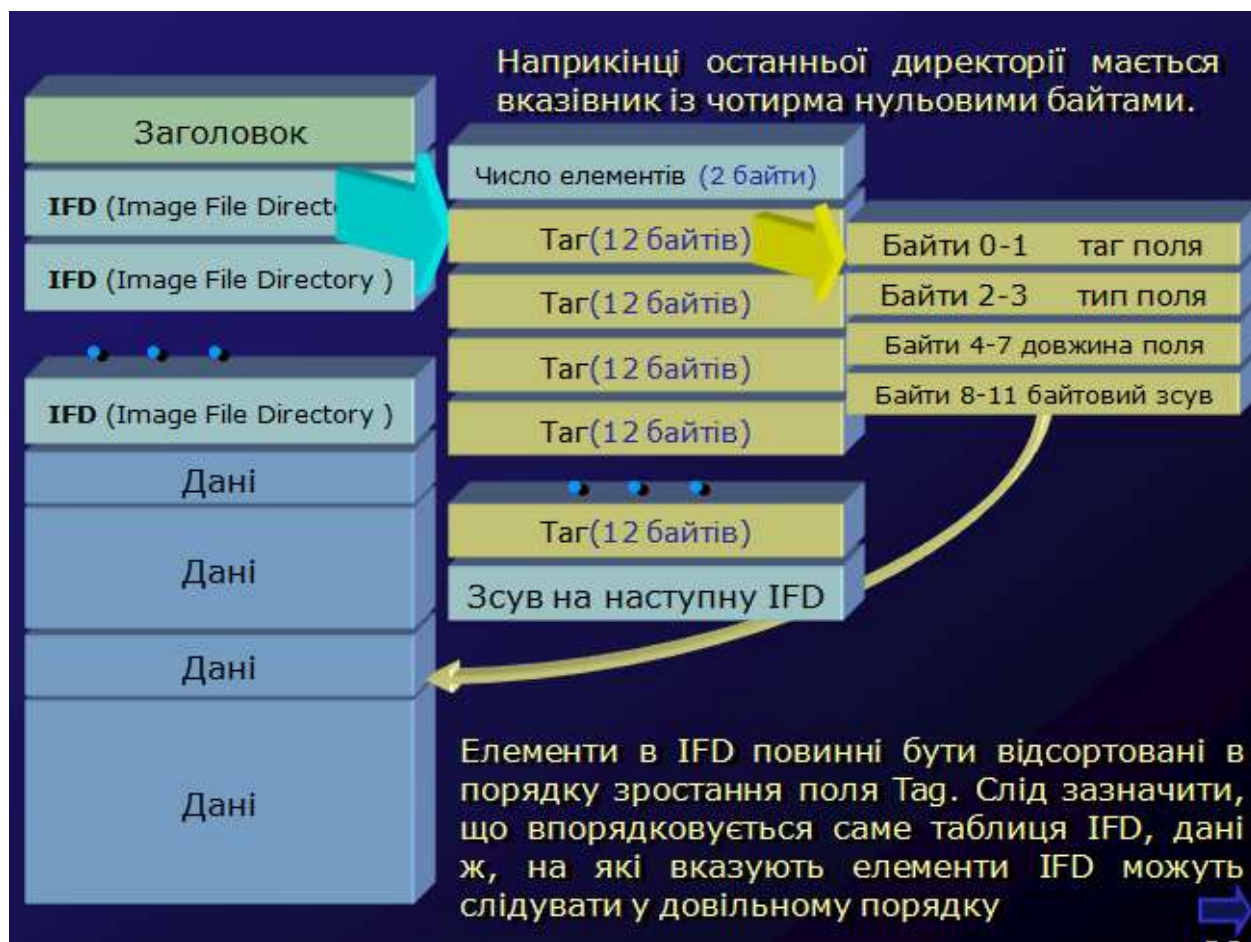 Наприкінці останньої директорії мається
вказівник із чотирма нульовими байтами.
Заголовок
IFD (Image File Directo
IFD (Image File Directory )
IFD (Image File Directory )
Дані
Дані
Дані
Дані
Число елементів (2 байти)
Таг(12 байтів)
Таг(12 байтів)
Таг(12 байтів)
Таг(12 байтів)
Таг(12 байтів)
Зсув на наступну IFD
Байти 0-1 таг поля
Байти 2-3 тип поля
Байти 4-7 довжина поля
Байти 8-11 байтовий зсув
Елементи в IFD повинні бути відсортовані в
порядку зростання поля Tag. Слід зазначити,
що впорядковується саме таблиця IFD, дані
ж, на які вказують елементи IFD можуть
слідувати у довільному порядку